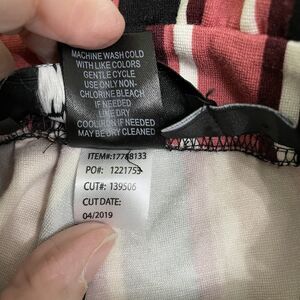 MACHINE WASH COLD
WITH LIKE COLORS
GENTLE CYCLE
USE ONLY NON-
CHLORINE BLEACH
IF NEEDED
LINE DRY
COOL IRON IF NEEDED
MAY BE DRY CLEANED
ITEM#:17788133
PO#: 1221753
CUT#: 139506
CUT DATE:
04/2019